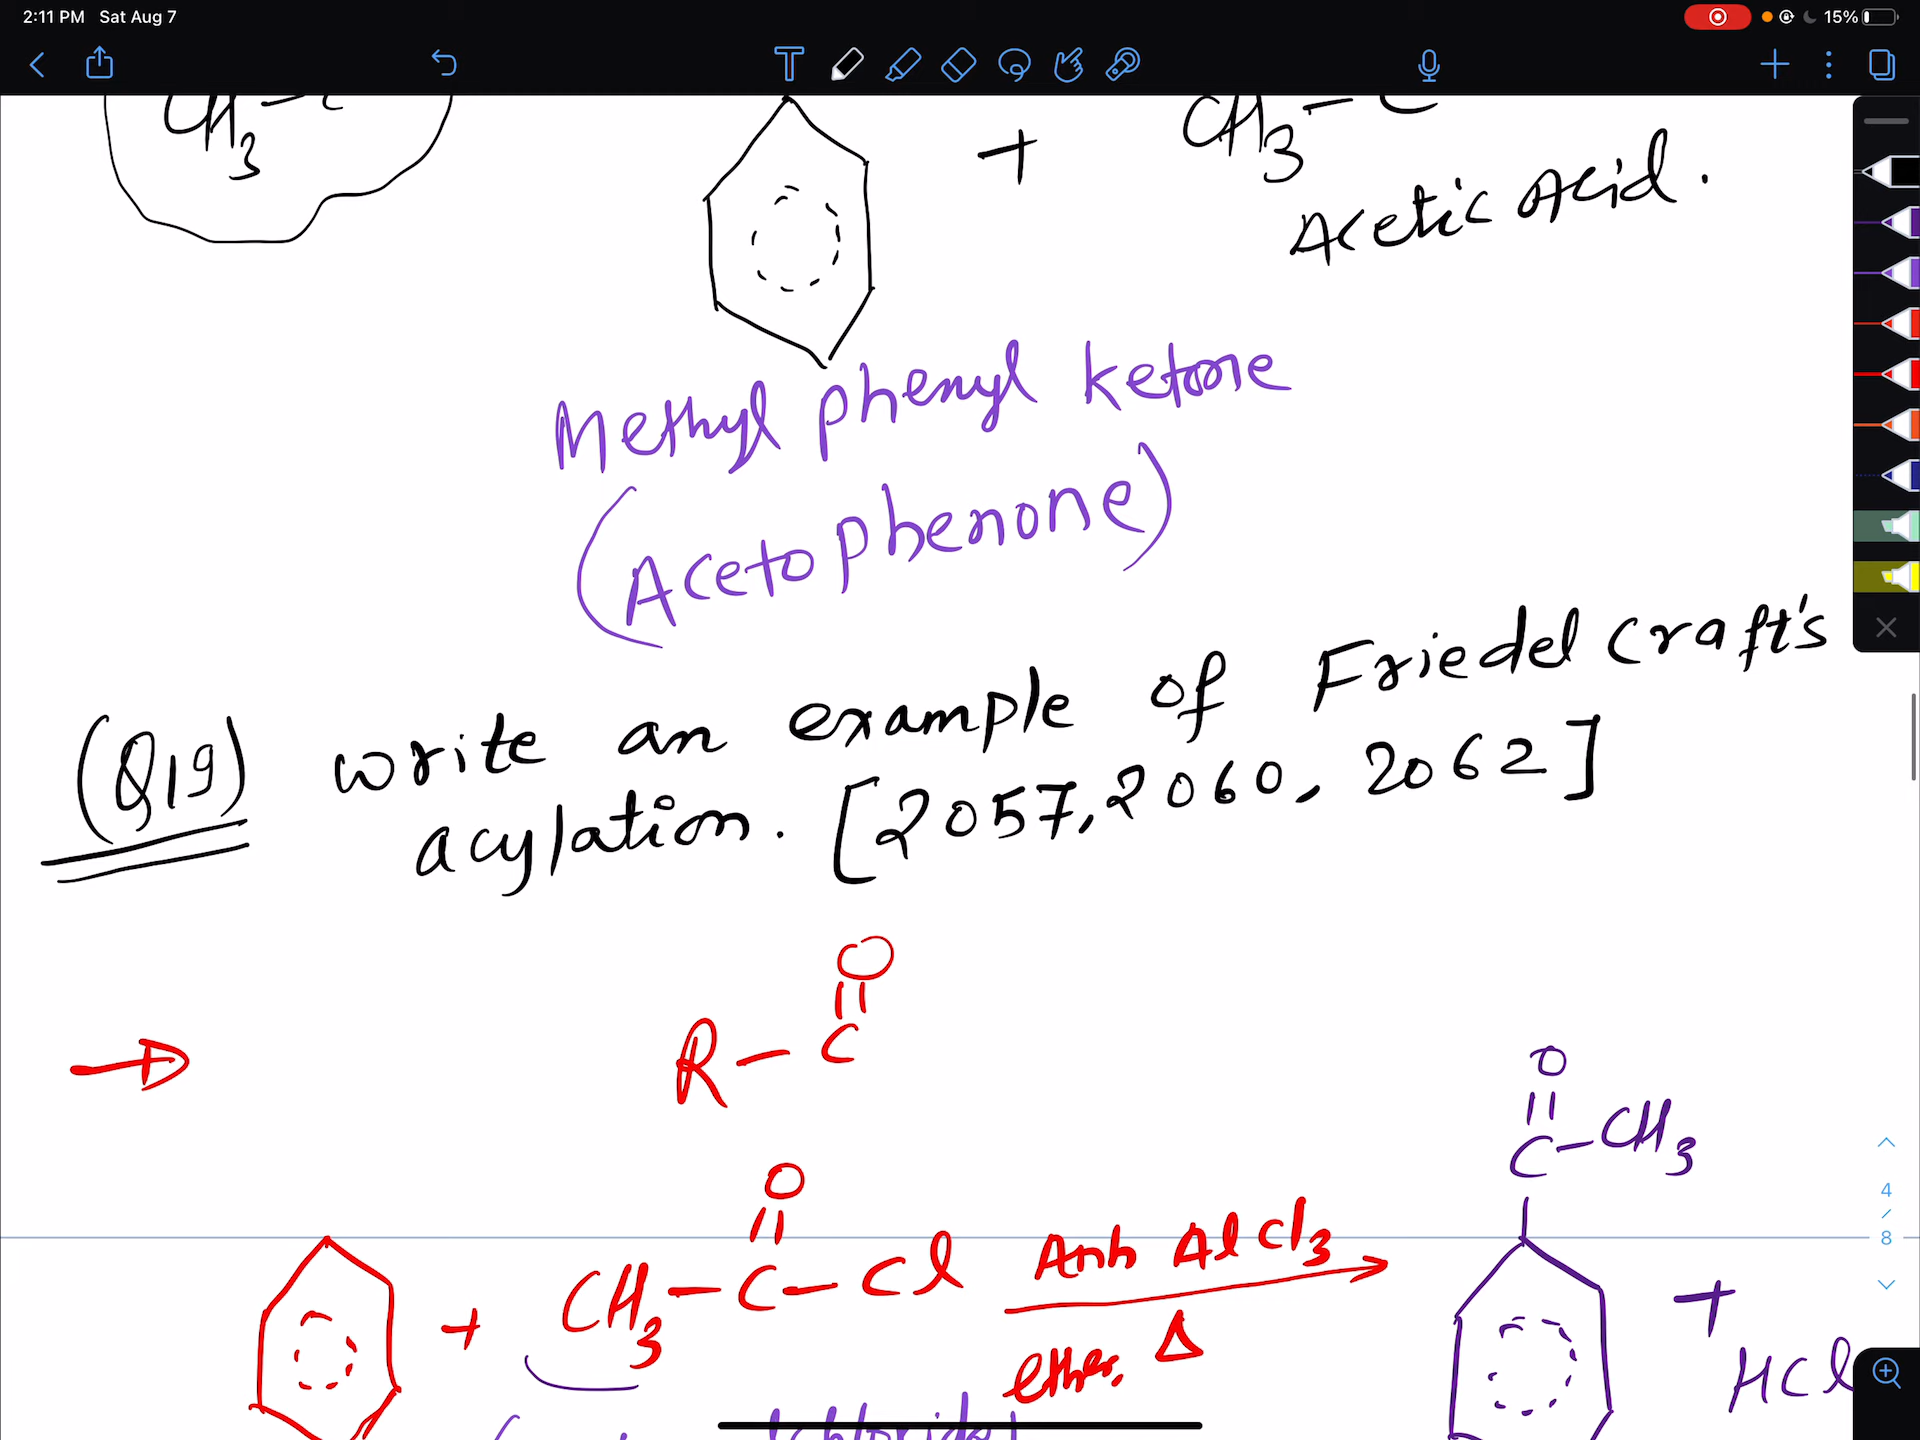 2:11 PM Sat Aug 7
15%
CH3 - C
+
CH3 - C
Acetic Acid.
Methyl phenyl ketone
(Acetophenone)
(Q19) write an example of Friedel craft's
acylation. [2057, 2060, 2062]
O
R - C
O
C - CH3
O
+ CH3 - C - Cl Anh AlCl3
ether, Δ
+ HCl
chloride)
4
/
8